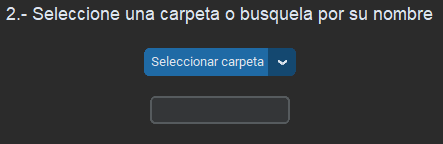 2.- Seleccione una carpeta o busquela por su nombre
Seleccionar carpeta